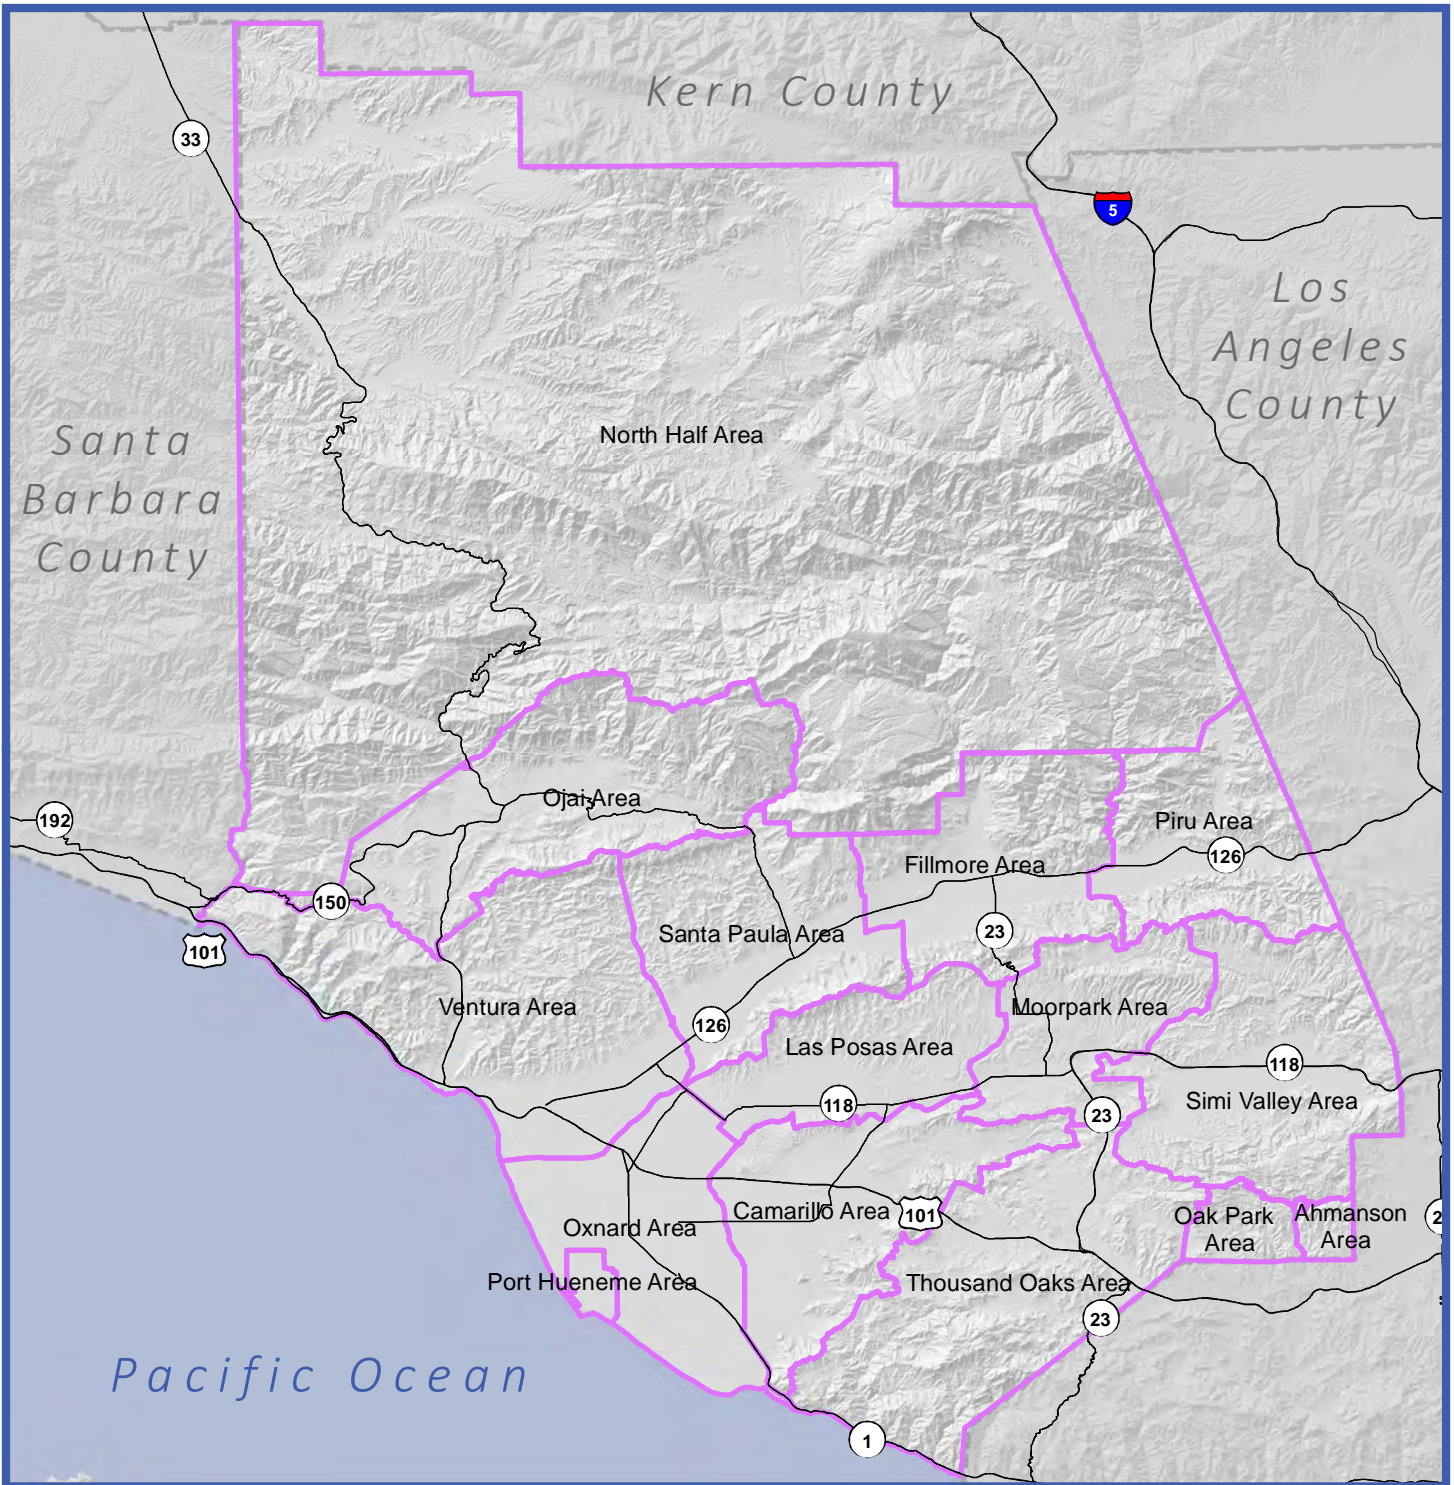 Kern County
33
5
Los
Angeles
County
Santa
Barbara
County
North Half Area
Ojai Area
192
Piru Area
126
Fillmore Area
150
23
Santa Paula Area
101
Ventura Area
Moorpark Area
126
Las Posas Area
118
118
Simi Valley Area
23
Camarillo Area
101
Oak Park
Area
Ahmanson
Area
2
Oxnard Area
Port Hueneme Area
Thousand Oaks Area
23
Pacific Ocean
1